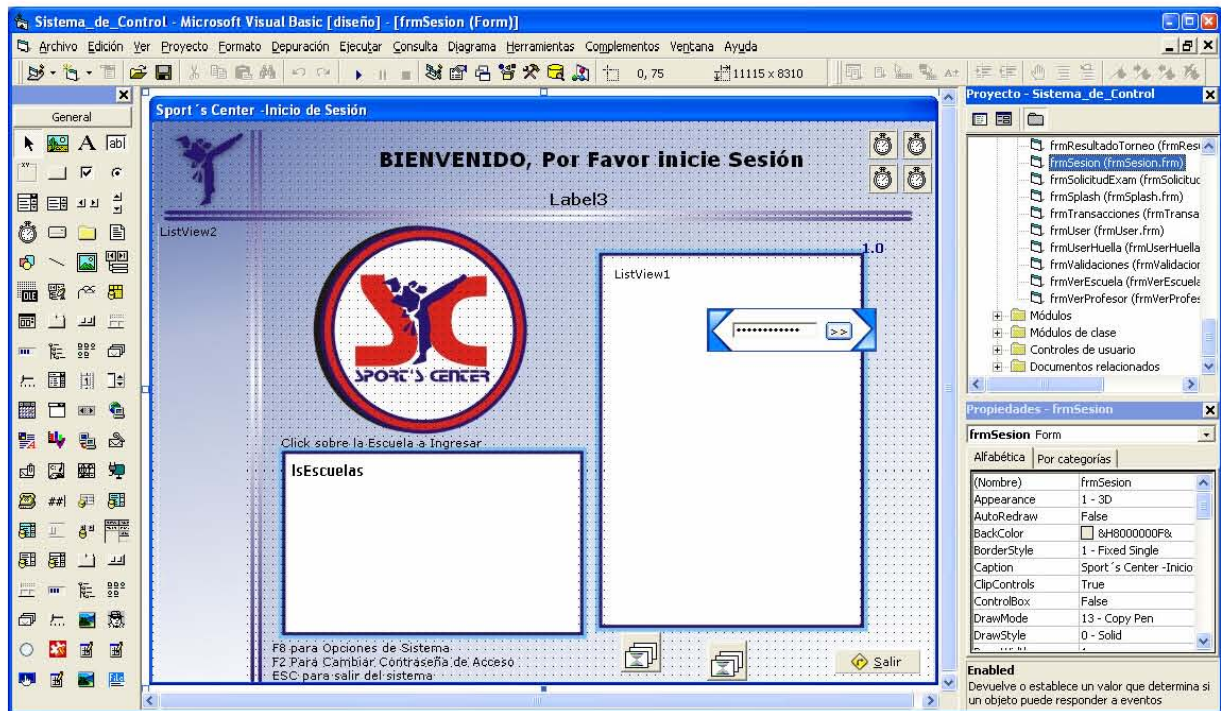 Sistema_de_Control - Microsoft Visual Basic [diseño] - [frmSesion (Form)]
Archivo Edición Ver Proyecto Formato Depuración Ejecutar Consulta Diagrama Herramientas Complementos Ventana Ayuda
0, 75
11115 x 8310
General
A
ab
Sport´s Center -Inicio de Sesión
BIENVENIDO, Por Favor inicie Sesión
Label3
ListView2
1.0
ListView1
>>
SC
SPORT'S CENTER
Click sobre la Escuela a Ingresar
lsEscuelas
F8 para Opciones de Sistema
F2 Para Cambiar Contraseña de Acceso
ESC para salir del sistema
Salir
Proyecto - Sistema_de_Control
frmResultadoTorneo (frmResu
frmSesion (frmSesion.frm)
frmSolicitudExam (frmSolicituc
frmSplash (frmSplash.frm)
frmTransacciones (frmTransa
frmUser (frmUser.frm)
frmUserHuella (frmUserHuella
frmValidaciones (frmValidacior
frmVerEscuela (frmVerEscuela
frmVerProfesor (frmVerProfes
Módulos
Módulos de clase
Controles de usuario
Documentos relacionados
Propiedades - frmSesion
frmSesion Form
Alfabética Por categorías
(Nombre) frmSesion
Appearance 1 - 3D
AutoRedraw False
BackColor &H8000000F&
BorderStyle 1 - Fixed Single
Caption Sport´s Center -Inicio
ClipControls True
ControlBox False
DrawMode 13 - Copy Pen
DrawStyle 0 - Solid
Enabled
Devuelve o establece un valor que determina si
un objeto puede responder a eventos